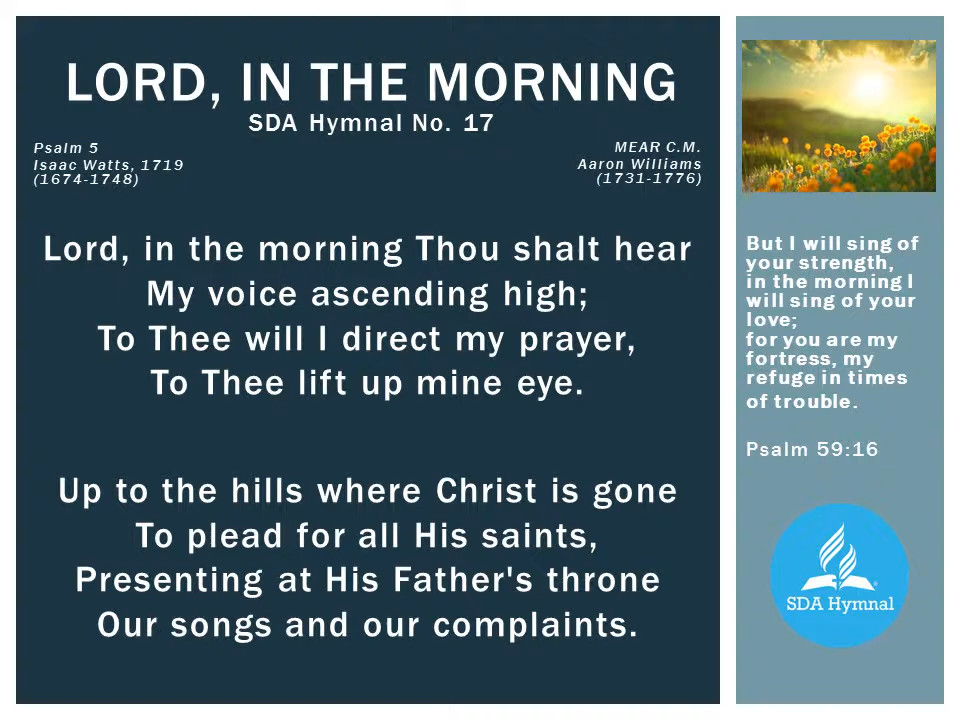 LORD, IN THE MORNING
SDA Hymnal No. 17
Psalm 5
Isaac Watts, 1719
(1674-1748)
MEAR C.M.
Aaron Williams
(1731-1776)
Lord, in the morning Thou shalt hear
My voice ascending high;
To Thee will I direct my prayer,
To Thee lift up mine eye.
Up to the hills where Christ is gone
To plead for all His saints,
Presenting at His Father's throne
Our songs and our complaints.
But I will sing of
your strength,
in the morning I
will sing of your
love;
for you are my
fortress, my
refuge in times
of trouble.
Psalm 59:16
SDA Hymnal